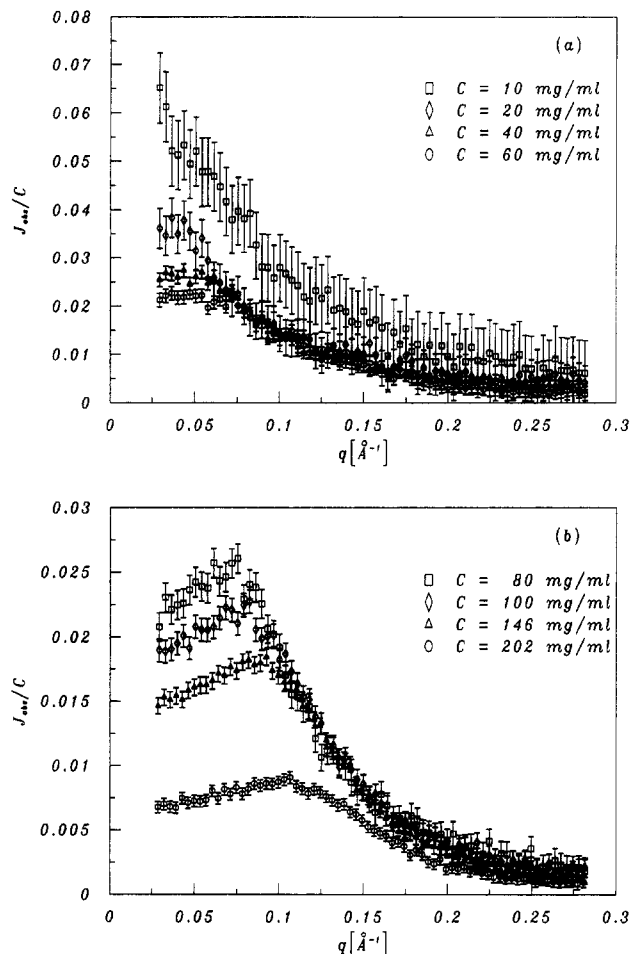 0.08
0.07
0.06
0.05
0.04
0.03
0.02
0.01
0
J_obs/C
(a)
C = 10 mg/ml
C = 20 mg/ml
C = 40 mg/ml
C = 60 mg/ml
0 0.05 0.1 0.15 0.2 0.25 0.3
q[Å⁻¹]
0.03
0.025
0.02
0.015
0.01
0.005
0
J_obs/C
(b)
C = 80 mg/ml
C = 100 mg/ml
C = 146 mg/ml
C = 202 mg/ml
0 0.05 0.1 0.15 0.2 0.25 0.3
q[Å⁻¹]